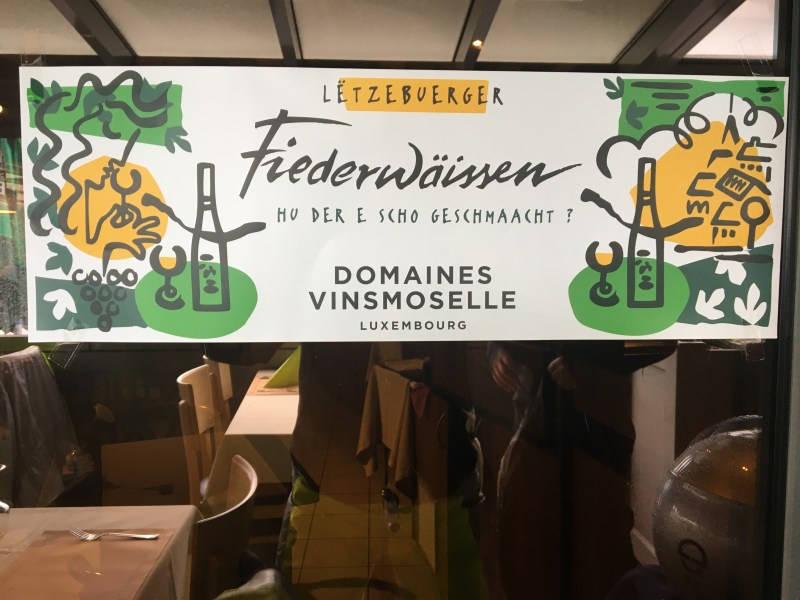 LËTZEBUERGER
Fiederwäissen
HU DER E SCHO GESCHMAACHT ?
DOMAINES
VINSMOSELLE
LUXEMBOURG